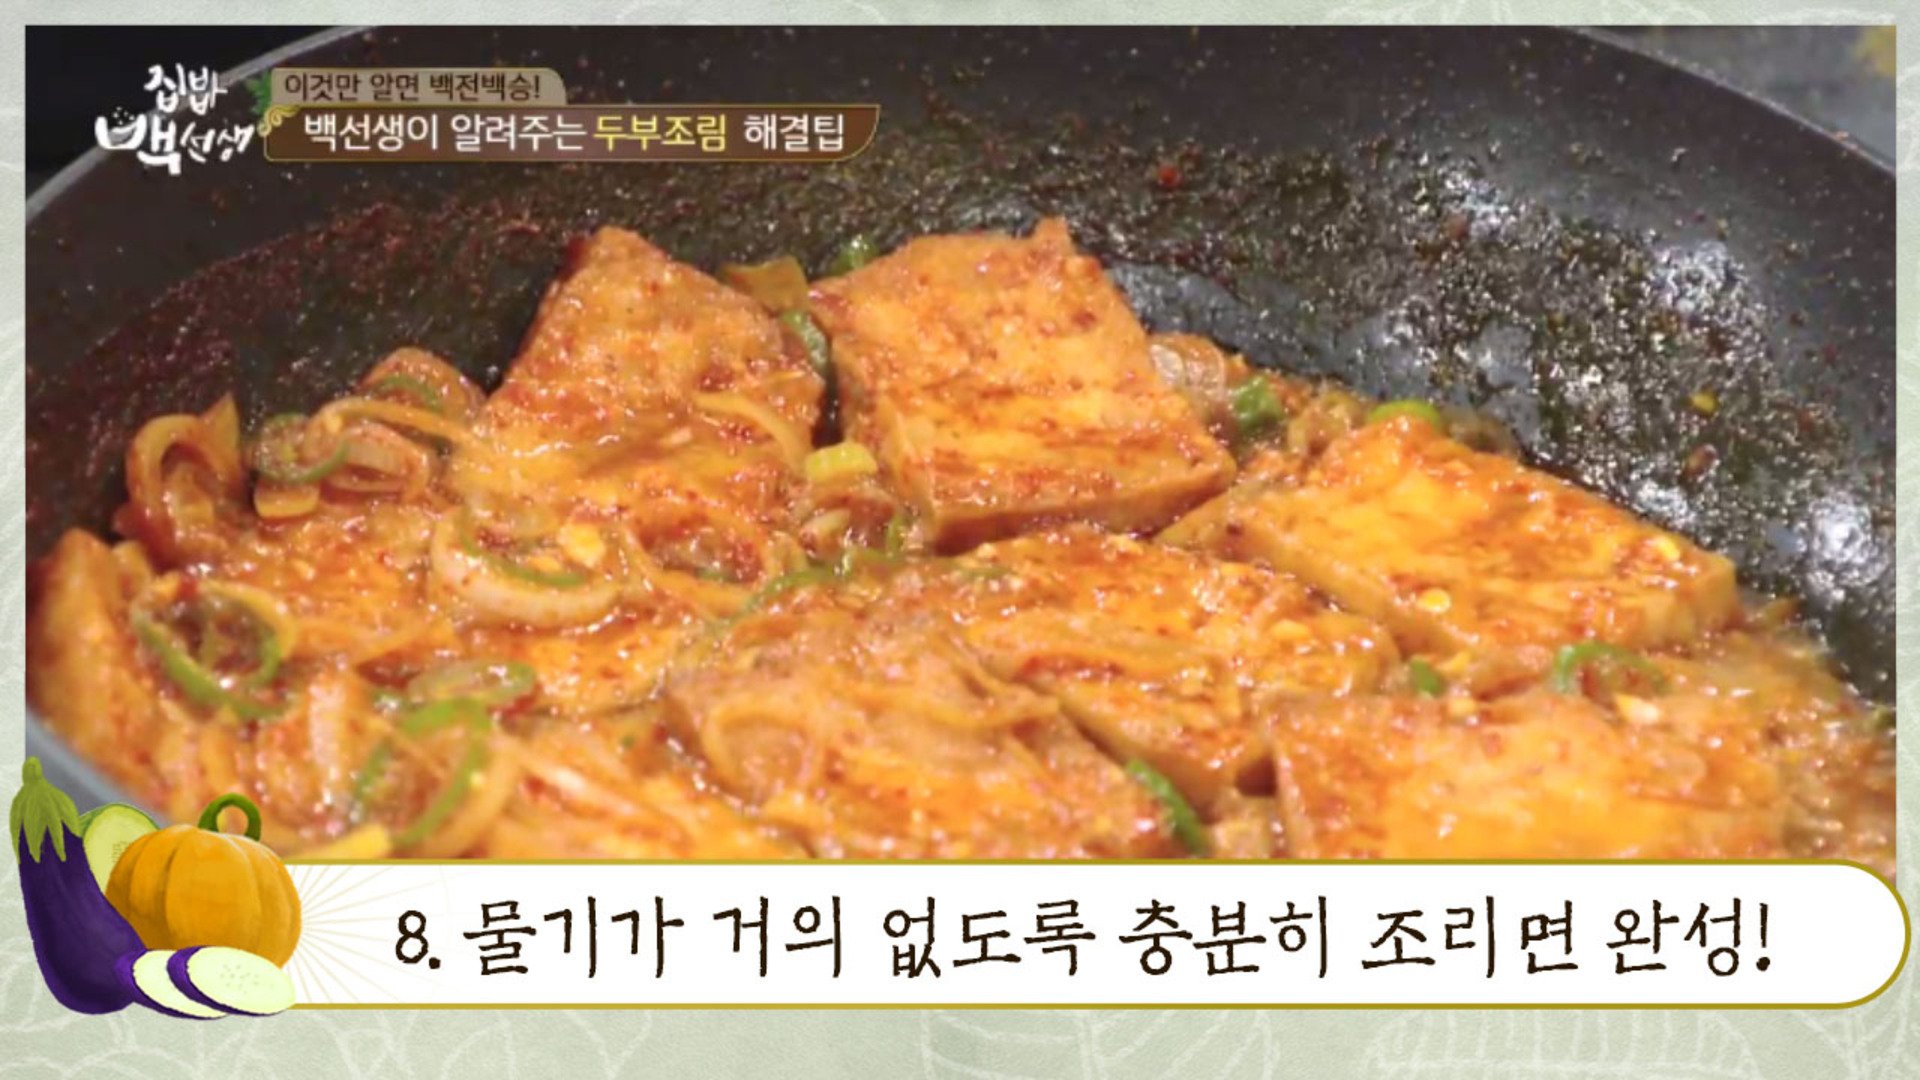 집밥
백선생
이것만 알면 백전백승!
백선생이 알려주는 두부조림 해결팁
8. 물기가 거의 없도록 충분히 조리면 완성!